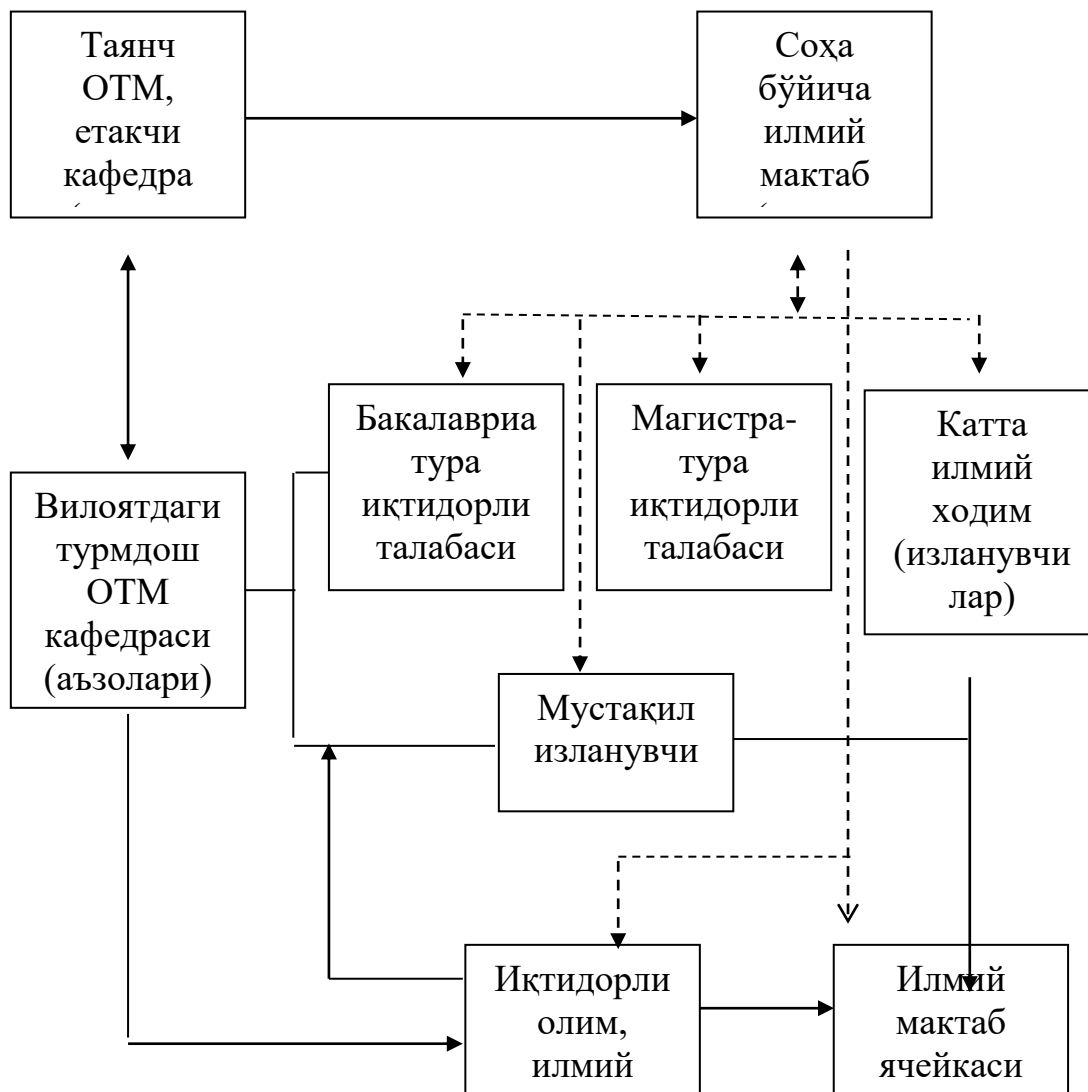 Таянч
ОТМ,
етакчи
кафедра
Соҳа
бўйича
илмий
мактаб
Бакалавриа
тура
иқтидорли
талабаси
Магистра-
тура
иқтидорли
талабаси
Катта
илмий
ходим
(изланувчи
лар)
Вилоятдаги
турмдош
ОТМ
кафедраси
(аъзолари)
Мустақил
изланувчи
Иқтидорли
олим,
илмий
Илмий
мактаб
ячейкаси